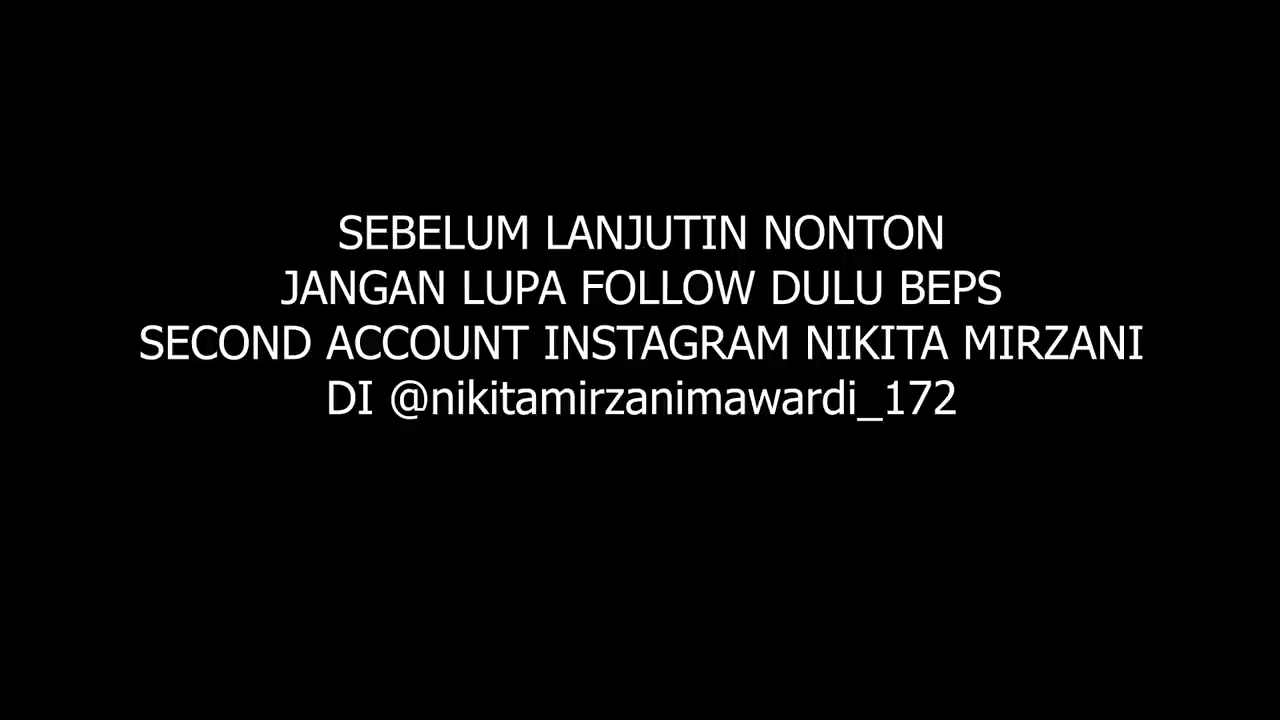 SEBELUM LANJUTIN NONTON
JANGAN LUPA FOLLOW DULU BEPS
SECOND ACCOUNT INSTAGRAM NIKITA MIRZANI
DI @nikitamirzanimawardi_172